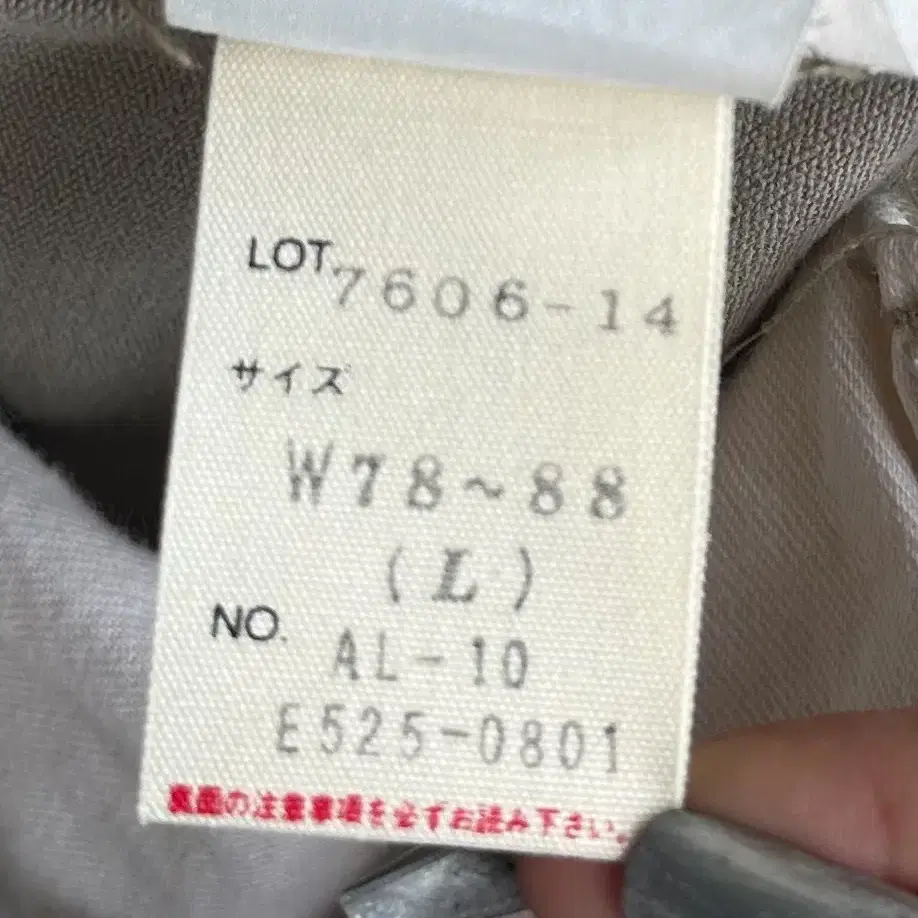 LOT 7606-14
サイズ
W78~88
(L)
NO. AL-10
E525-0801
裏面の注意事項を必ずお読み下さい。